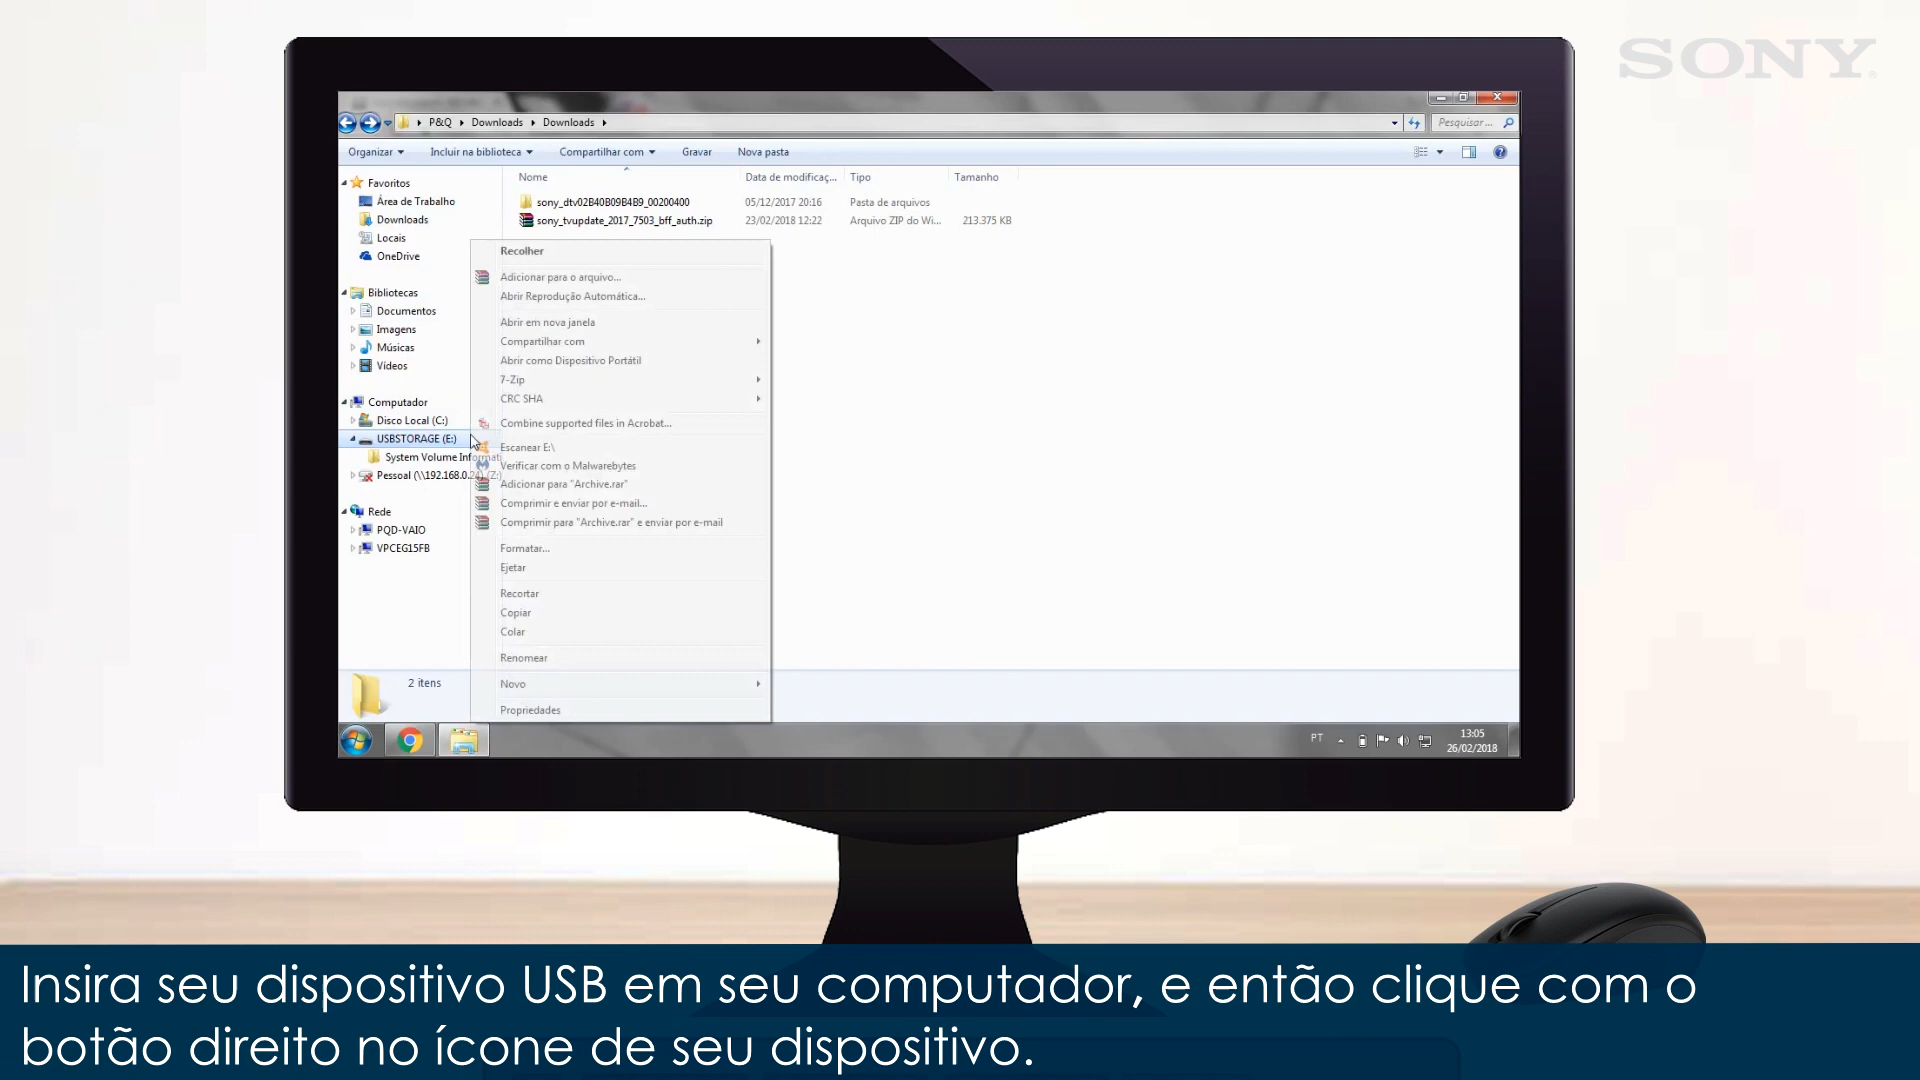 SONY
P&Q Downloads Downloads
Pesquisar...
Organizar Incluir na biblioteca Compartilhar com Gravar Nova pasta
Nome Data de modificaç... Tipo Tamanho
Favoritos
Área de Trabalho
Downloads
Locais
OneDrive
Bibliotecas
Documentos
Imagens
Músicas
Vídeos
Computador
Disco Local (C:)
USBSTORAGE (E:)
System Volume Informati
Pessoal (\\192.168.0.24) (Z:)
Rede
PQD-VAIO
VPCEG15FB
sony_dtv02B40B09B4B9_00200400 05/12/2017 20:16 Pasta de arquivos
sony_tvupdate_2017_7503_bff_auth.zip 23/02/2018 12:22 Arquivo ZIP do Wi... 213.375 KB
Recolher
Adicionar para o arquivo...
Abrir Reprodução Automática...
Abrir em nova janela
Compartilhar com
Abrir como Dispositivo Portátil
7-Zip
CRC SHA
Combine supported files in Acrobat...
Escanear E:\
Verificar com o Malwarebytes
Adicionar para "Archive.rar"
Comprimir e enviar por e-mail...
Comprimir para "Archive.rar" e enviar por e-mail
Formatar...
Ejetar
Recortar
Copiar
Colar
Renomear
Novo
Propriedades
2 itens
PT
13:05
26/02/2018
Insira seu dispositivo USB em seu computador, e então clique com o
botão direito no ícone de seu dispositivo.